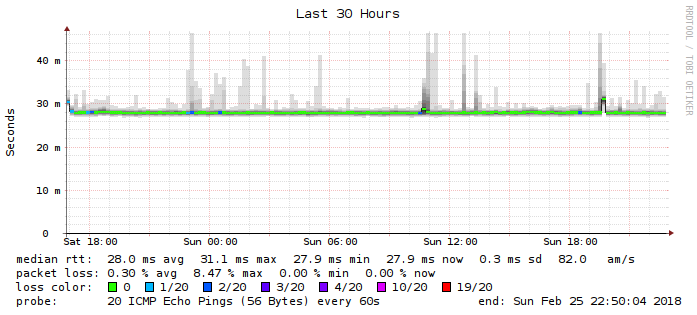 Last 30 Hours
RRDTOOL / TOBI OETIKER
Seconds
40 m
30 m
20 m
10 m
0
Sat 18:00 Sun 00:00 Sun 06:00 Sun 12:00 Sun 18:00
median rtt: 28.0 ms avg 31.1 ms max 27.9 ms min 27.9 ms now 0.3 ms sd 82.0 am/s
packet loss: 0.30 % avg 8.47 % max 0.00 % min 0.00 % now
loss color: 0 1/20 2/20 3/20 4/20 10/20 19/20
probe: 20 ICMP Echo Pings (56 Bytes) every 60s end: Sun Feb 25 22:50:04 2018